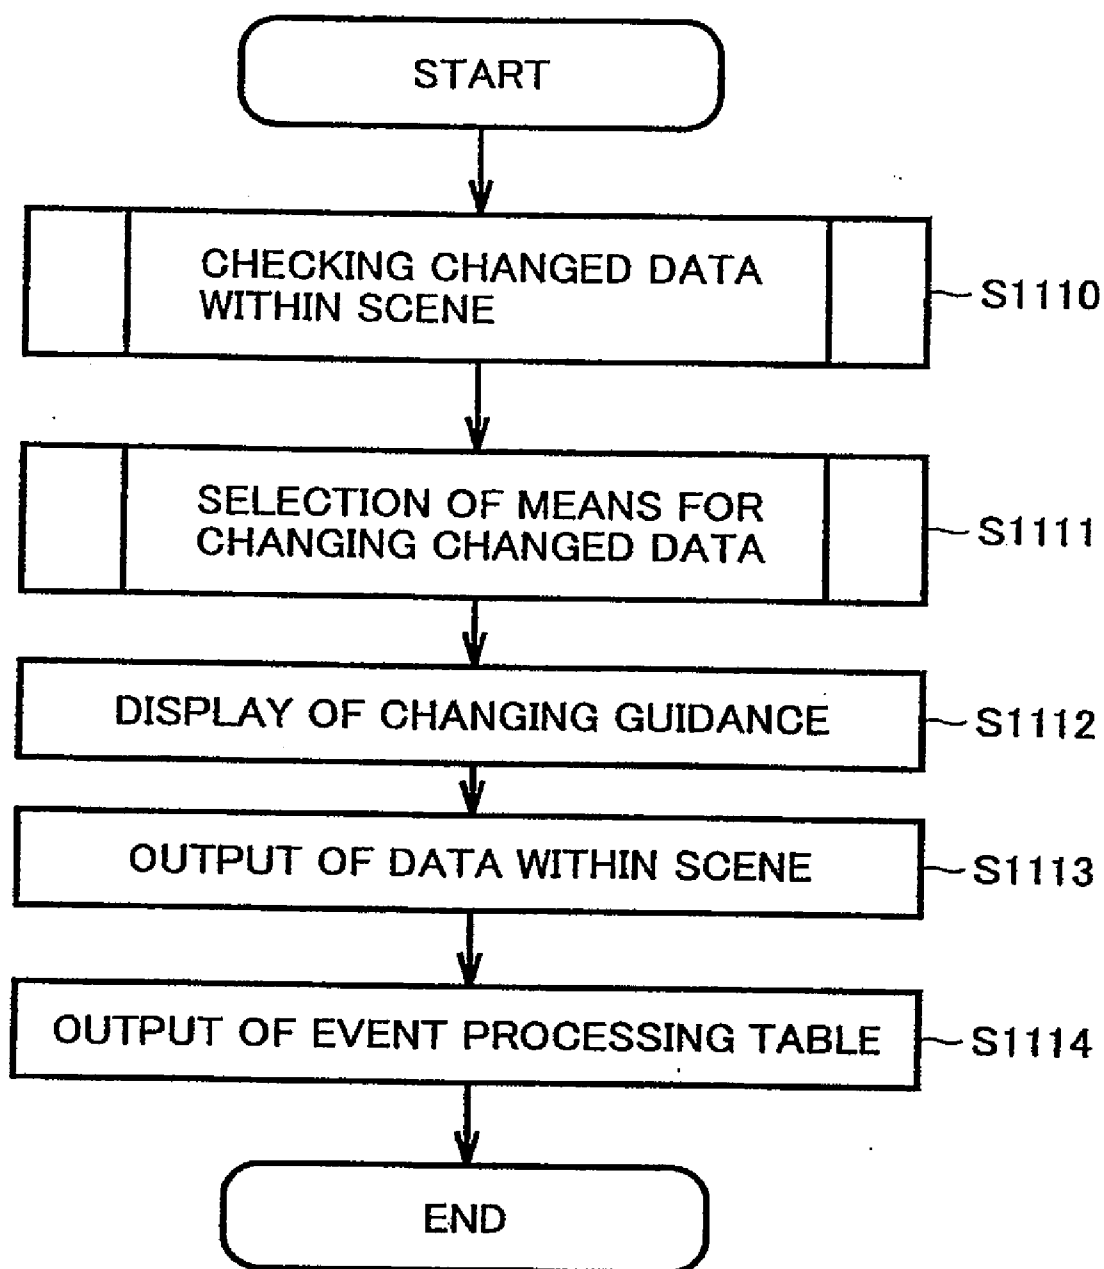 START
CHECKING CHANGED DATA
WITHIN SCENE
S1110
SELECTION OF MEANS FOR
CHANGING CHANGED DATA
S1111
DISPLAY OF CHANGING GUIDANCE
S1112
OUTPUT OF DATA WITHIN SCENE
S1113
OUTPUT OF EVENT PROCESSING TABLE
S1114
END